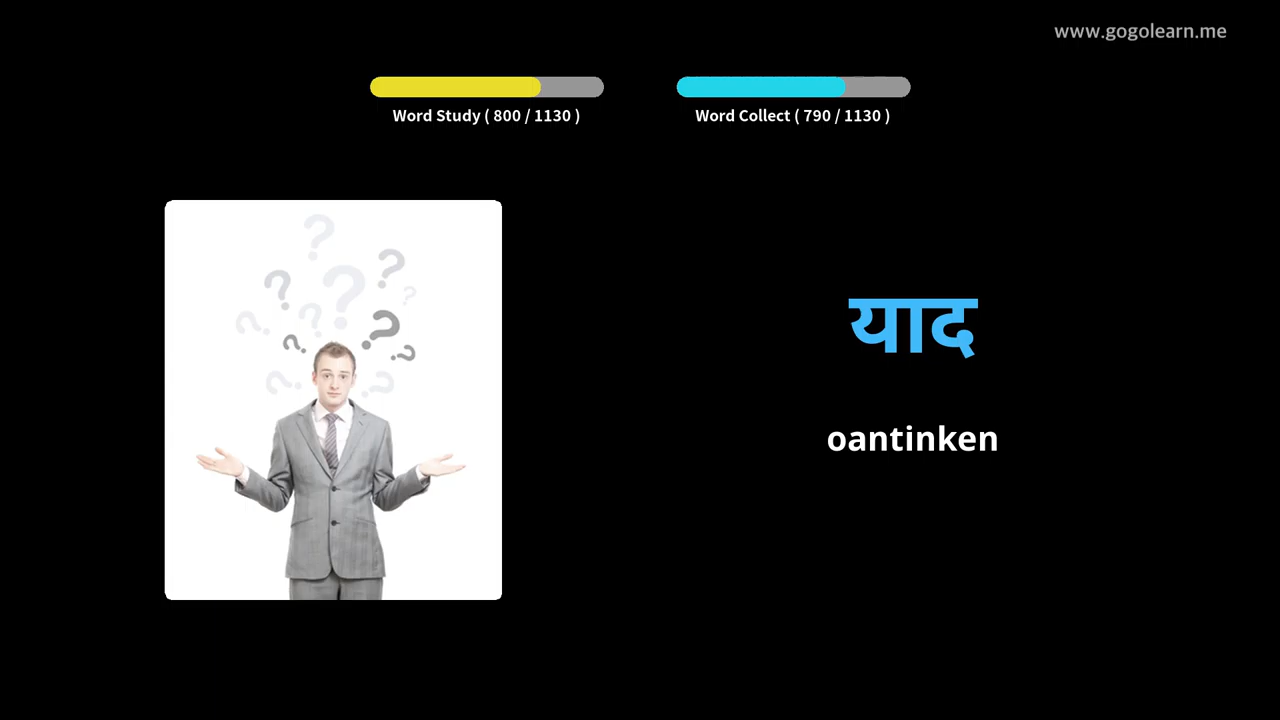 www.gogolearn.me
Word Study ( 800 / 1130 )
Word Collect ( 790 / 1130 )
याद
oantinken